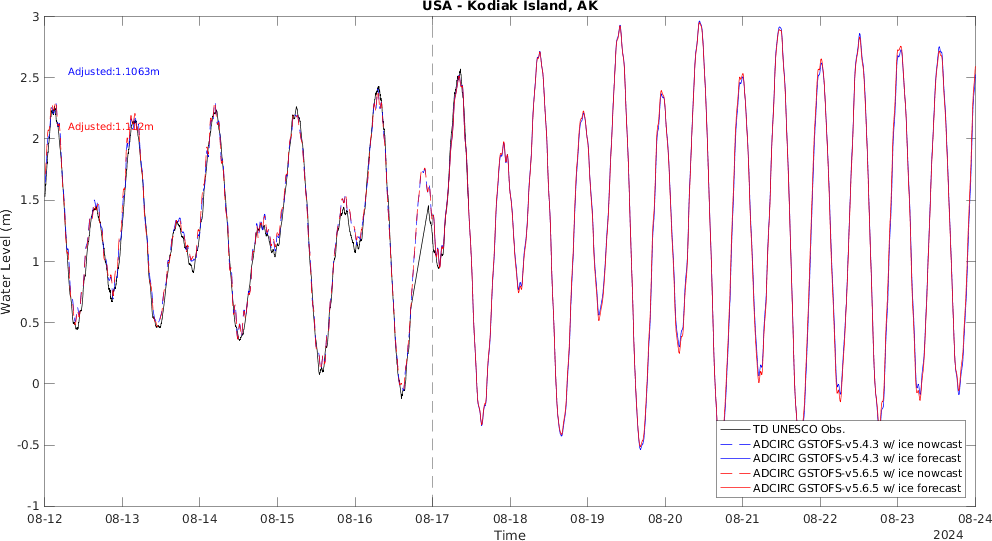 USA - Kodiak Island, AK
3
2.5
2
1.5
1
0.5
0
-0.5
-1
Water Level (m)
Adjusted:1.1063m
TD UNESCO Obs.
ADCIRC GSTOFS-v5.4.3 w/ ice nowcast
ADCIRC GSTOFS-v5.4.3 w/ ice forecast
ADCIRC GSTOFS-v5.6.5 w/ ice nowcast
ADCIRC GSTOFS-v5.6.5 w/ ice forecast
08-12 08-13 08-14 08-15 08-16 08-17 08-18 08-19 08-20 08-21 08-22 08-23 08-24
Time
2024